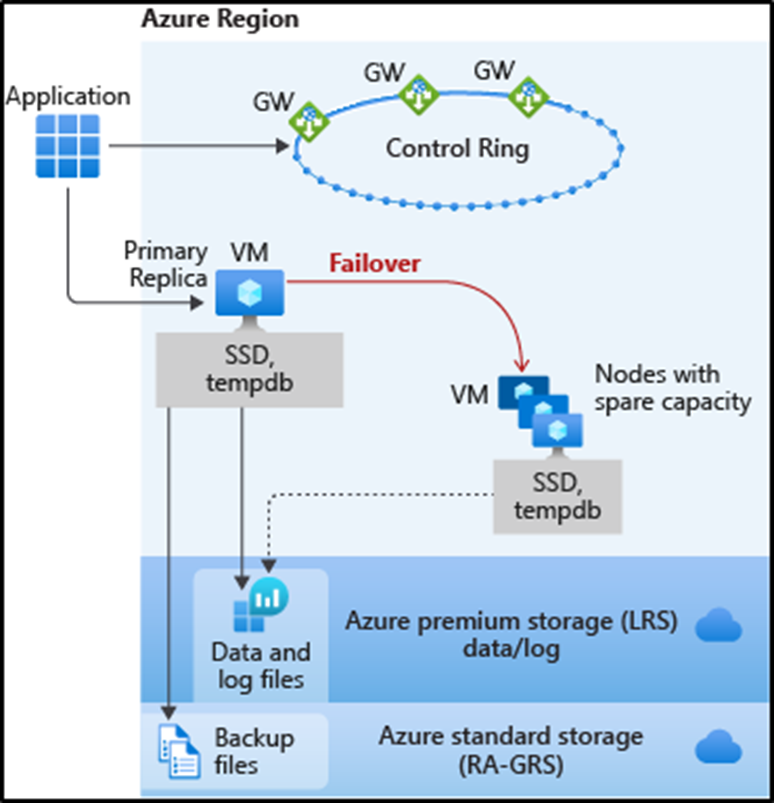 Azure Region
GW
GW
GW
Application
Control Ring
Primary
Replica
VM
Failover
SSD,
tempdb
VM
Nodes with
spare capacity
SSD,
tempdb
Data and
log files
Azure premium storage (LRS)
data/log
Backup
files
Azure standard storage
(RA-GRS)